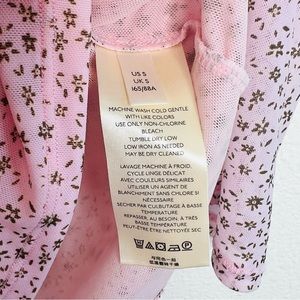 US S
UK S
165/88A
MACHINE WASH COLD GENTLE
WITH LIKE COLORS
USE ONLY NON-CHLORINE
BLEACH
TUMBLE DRY LOW
LOW IRON AS NEEDED
MAY BE DRY CLEANED
LAVAGE MACHINE À FROID,
CYCLE LINGE DÉLICAT
AVEC COULEURS SIMILAIRES
UTILISER UN AGENT DE
BLANCHIMENT SANS CHLORE SI
NÉCESSAIRE
SÉCHER PAR CULBUTAGE À BASSE
TEMPÉRATURE
REPASSER, AU BESOIN, À TRÈS
BASSE TEMPÉRATURE
PEUT-ÊTRE ÊTRE NETTOYÉE SEC